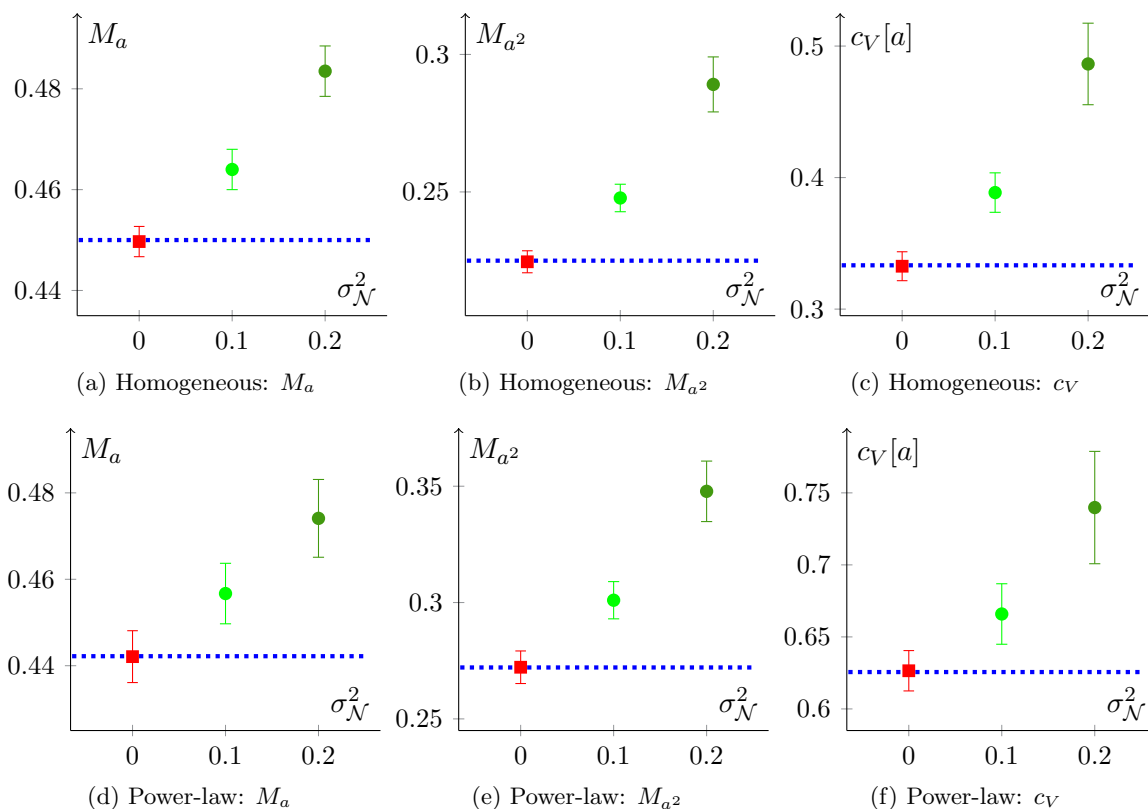 M_a
0.48
0.46
0.44
σ²_𝒩
0 0.1 0.2
(a) Homogeneous: M_a
M_{a²}
0.3
0.25
σ²_𝒩
0 0.1 0.2
(b) Homogeneous: M_{a²}
c_V[a]
0.5
0.4
0.3
σ²_𝒩
0 0.1 0.2
(c) Homogeneous: c_V
M_a
0.48
0.46
0.44
σ²_𝒩
0 0.1 0.2
(d) Power-law: M_a
M_{a²}
0.35
0.3
0.25
σ²_𝒩
0 0.1 0.2
(e) Power-law: M_{a²}
c_V[a]
0.75
0.7
0.65
0.6
σ²_𝒩
0 0.1 0.2
(f) Power-law: c_V